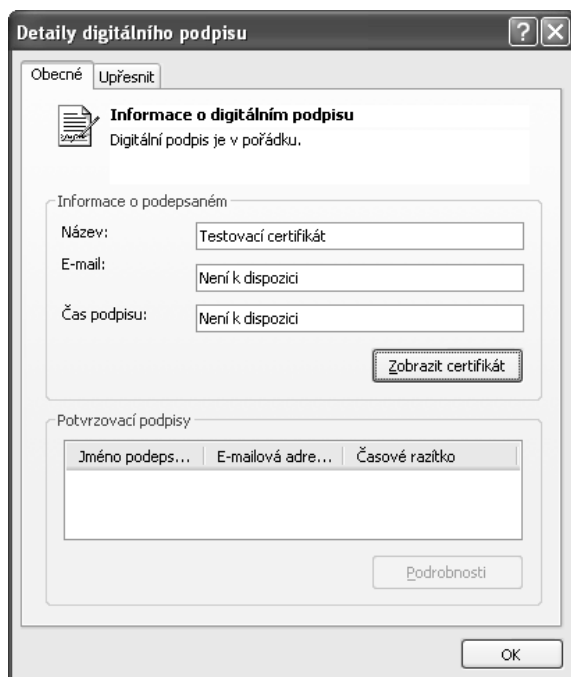 Detaily digitálního podpisu
Obecné Upřesnit
Informace o digitálním podpisu
Digitální podpis je v pořádku.
Informace o podepsaném
Název: Testovací certifikát
E-mail: Není k dispozici
Čas podpisu: Není k dispozici
Zobrazit certifikát
Potvrzovací podpisy
Jméno podeps... E-mailová adre... Časové razítko
Podrobnosti
OK